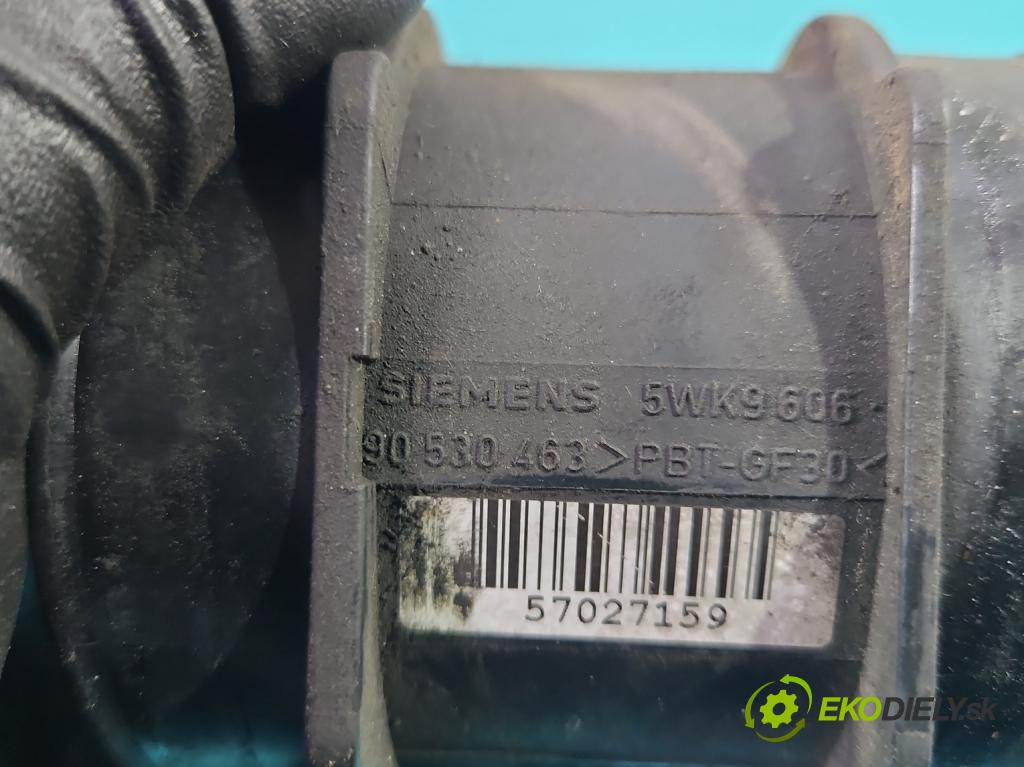 SIEMENS 5WK9 606
90 530 463 >PBT-GF30<
57027159
EKODIELY.sk